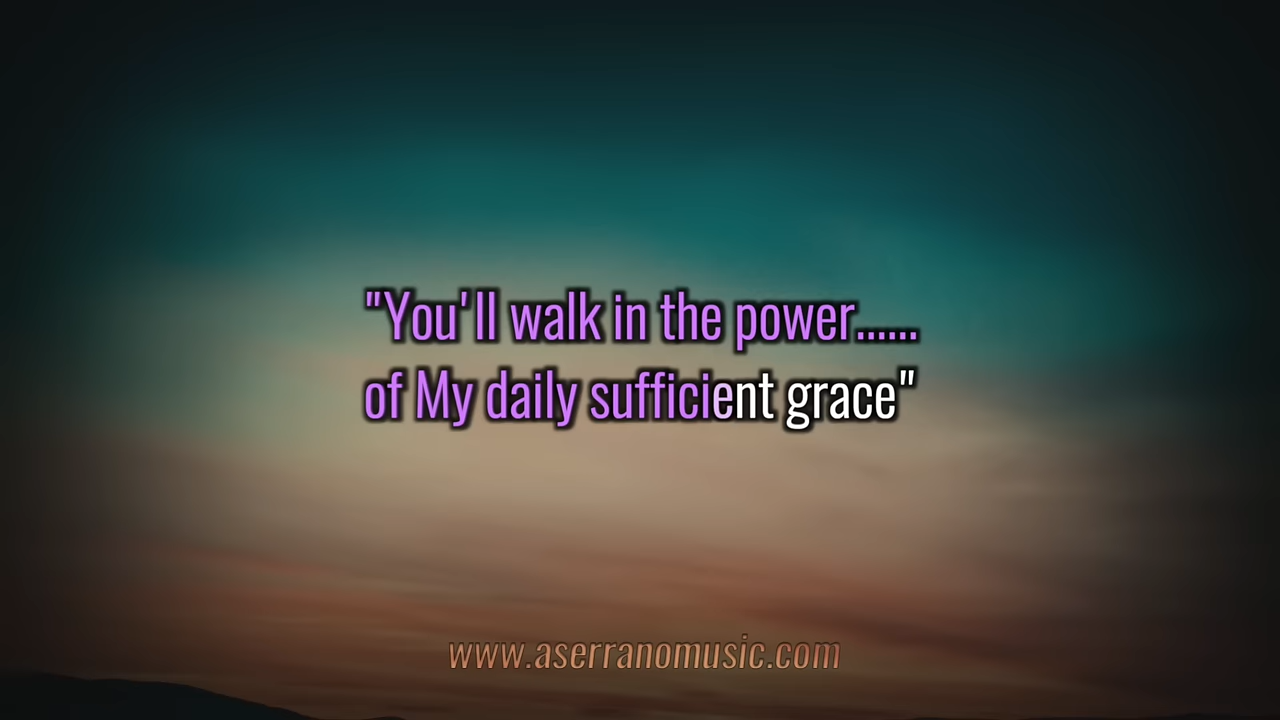 "You'll walk in the power......
of My daily sufficient grace"
www.aserranomusic.com